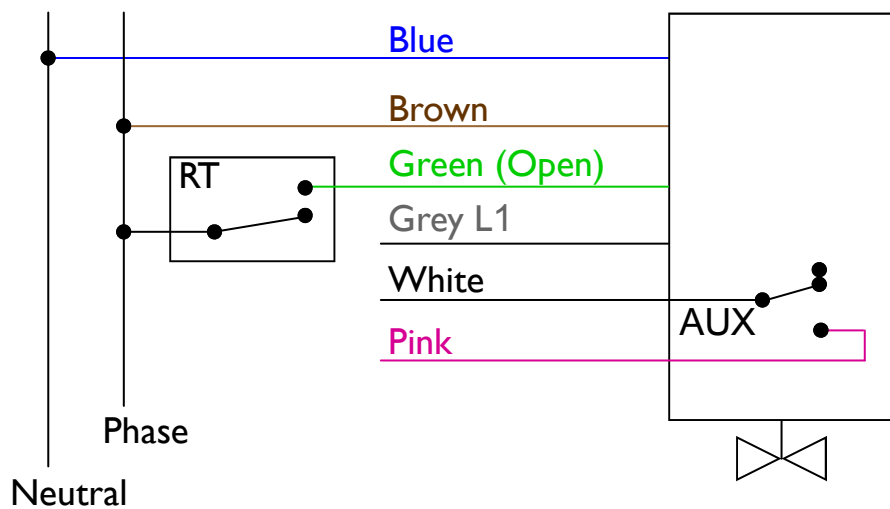 Blue
Brown
RT
Green (Open)
Grey L1
White
AUX
Pink
Phase
Neutral